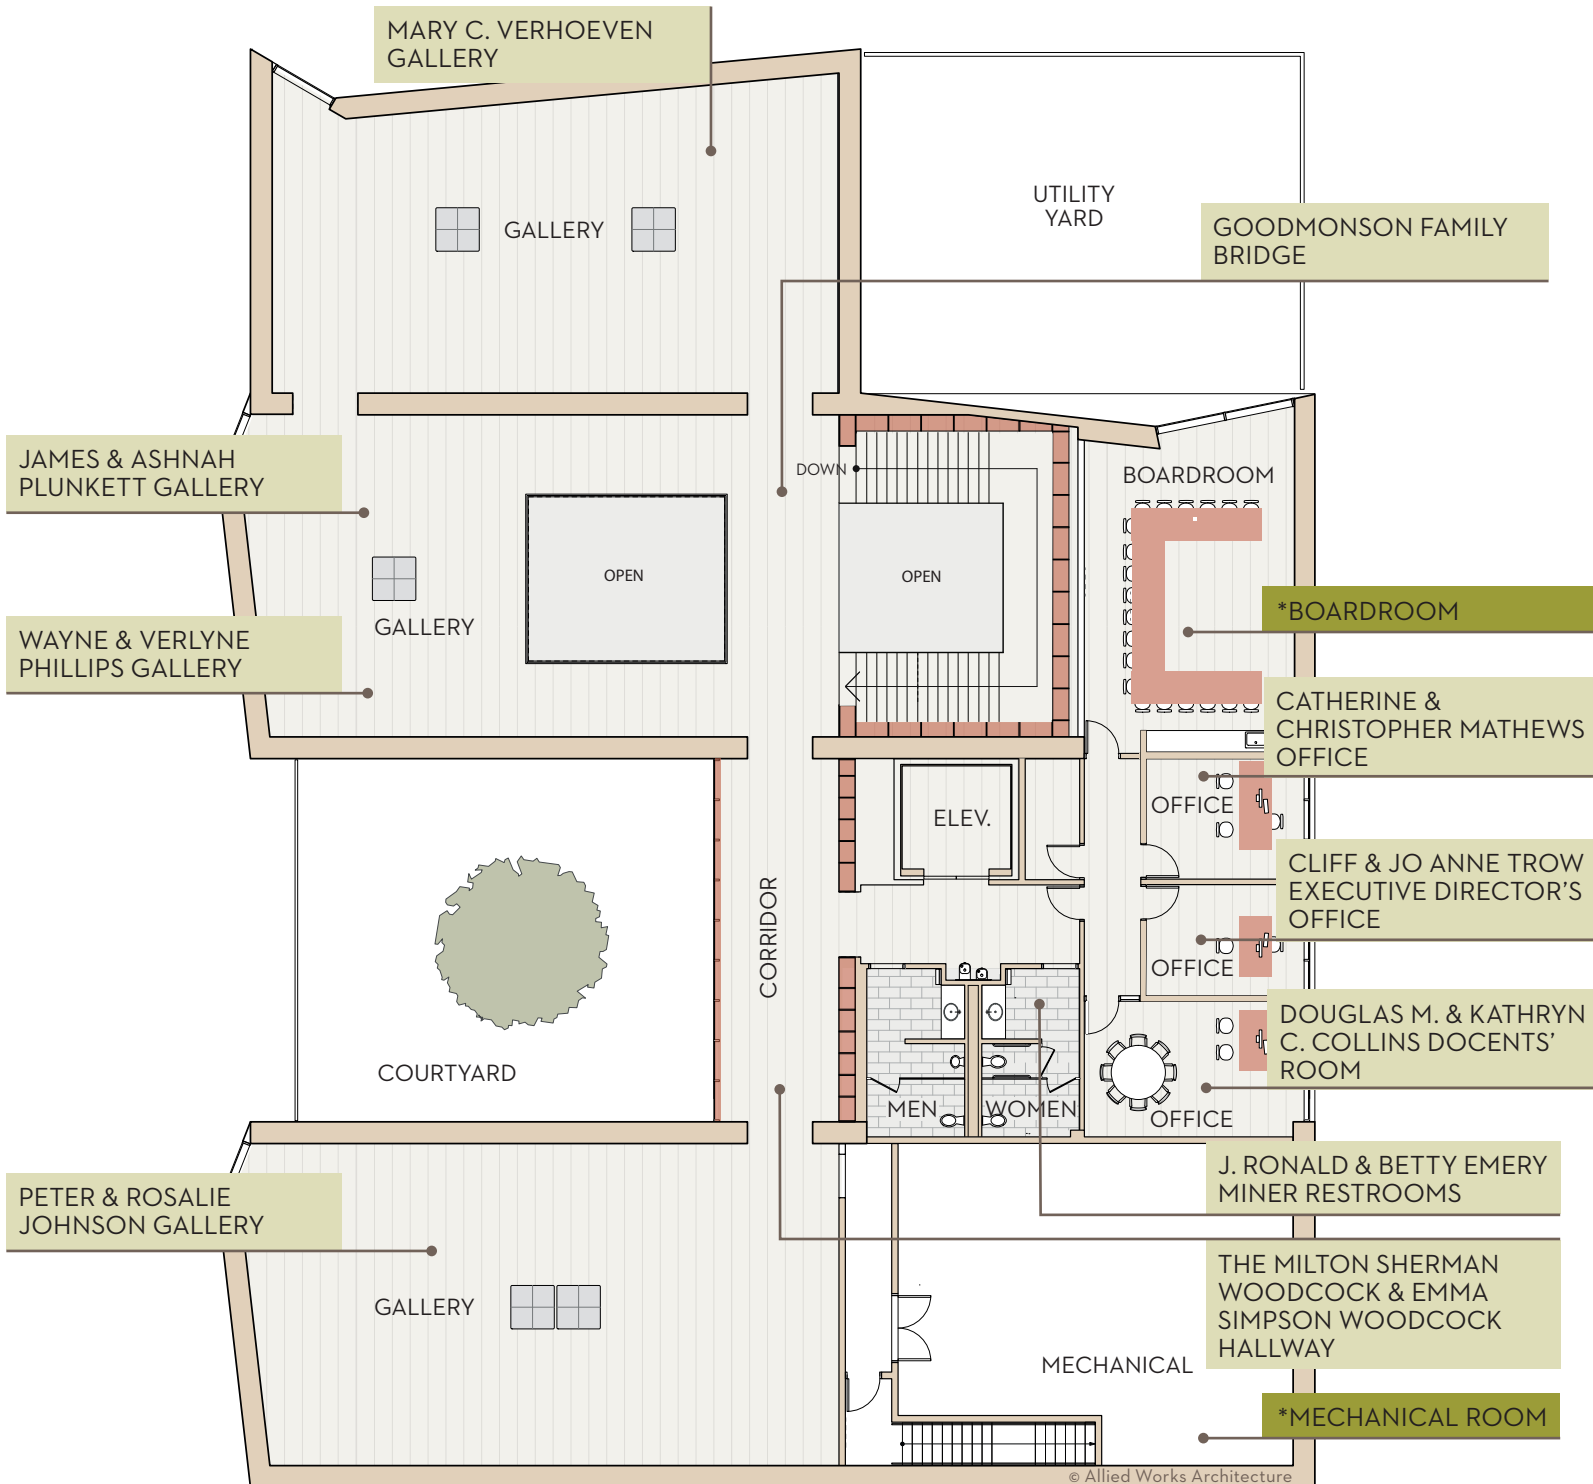 MARY C. VERHOEVEN
GALLERY
GALLERY
UTILITY
YARD
GOODMONSON FAMILY
BRIDGE
JAMES & ASHNAH
PLUNKETT GALLERY
DOWN
BOARDROOM
OPEN
OPEN
*BOARDROOM
WAYNE & VERLYNE
PHILLIPS GALLERY
GALLERY
CATHERINE &
CHRISTOPHER MATHEWS
OFFICE
OFFICE
ELEV.
CLIFF & JO ANNE TROW
EXECUTIVE DIRECTOR'S
OFFICE
CORRIDOR
OFFICE
DOUGLAS M. & KATHRYN
C. COLLINS DOCENTS'
ROOM
COURTYARD
MEN
WOMEN
OFFICE
J. RONALD & BETTY EMERY
MINER RESTROOMS
PETER & ROSALIE
JOHNSON GALLERY
GALLERY
THE MILTON SHERMAN
WOODCOCK & EMMA
SIMPSON WOODCOCK
HALLWAY
MECHANICAL
*MECHANICAL ROOM
© Allied Works Architecture